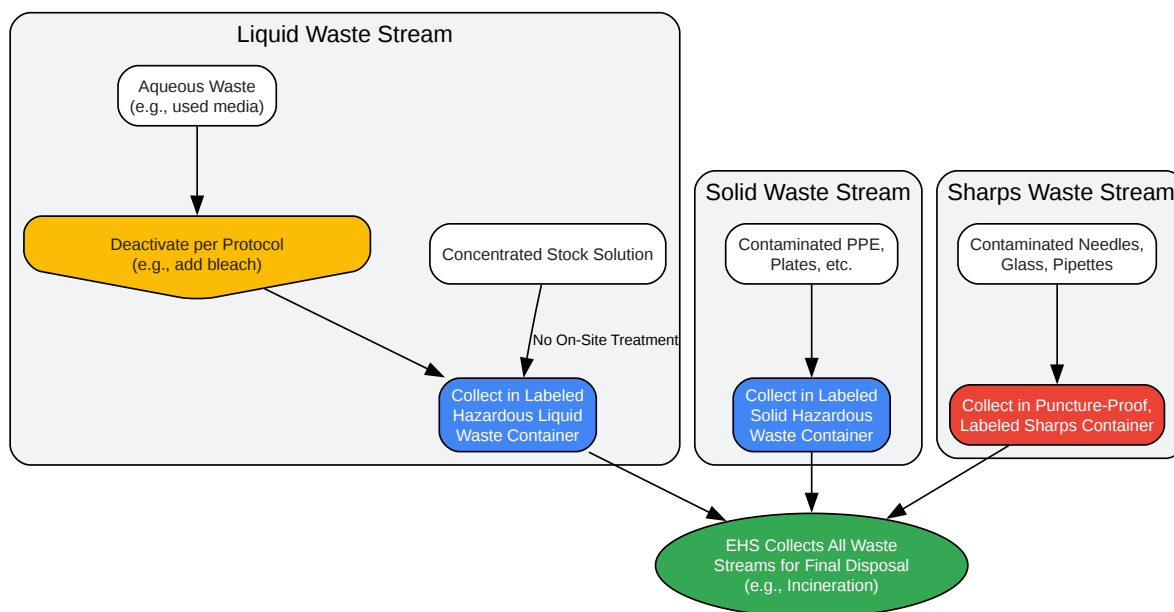 Liquid Waste Stream
Aqueous Waste
(e.g., used media)
Deactivate per Protocol
(e.g., add bleach)
Concentrated Stock Solution
No On-Site Treatment
Collect in Labeled
Hazardous Liquid
Waste Container
Solid Waste Stream
Contaminated PPE,
Plates, etc.
Collect in Labeled
Solid Hazardous
Waste Container
Sharps Waste Stream
Contaminated Needles,
Glass, Pipettes
Collect in Puncture-Proof,
Labeled Sharps Container
EHS Collects All Waste
Streams for Final Disposal
(e.g., Incineration)